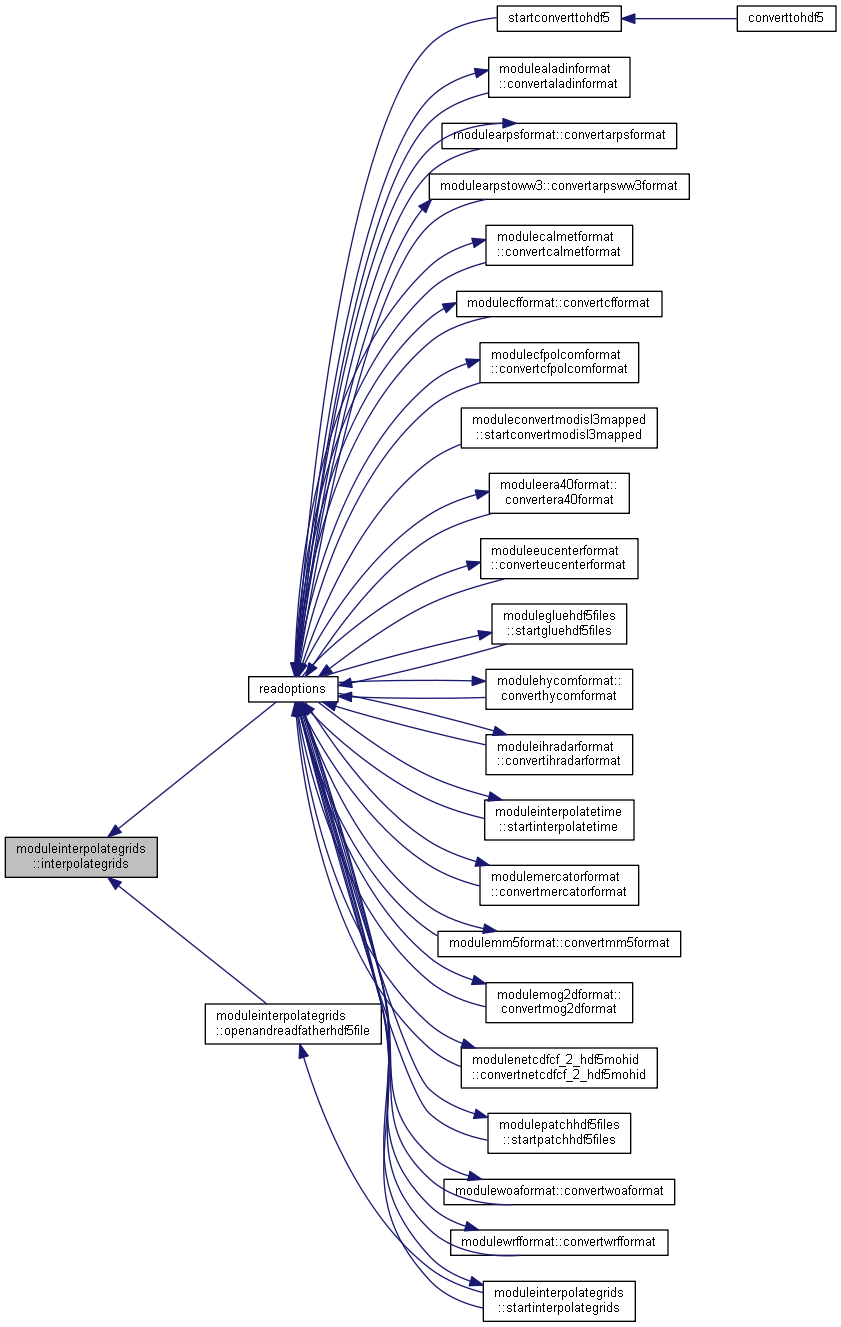 startconverttohdf5
converttohdf5
modulealadinformat
::convertaladinformat
modulearpsformat::convertarpsformat
modulearpstoww3::convertarpsww3format
modulecalmetformat
::convertcalmetformat
modulecfformat::convertcfformat
modulecfpolcomformat
::convertcfpolcomformat
moduleconvertmodisl3mapped
::startconvertmodisl3mapped
moduleera40format::
convertera40format
moduleeucenterformat
::converteucenterformat
modulegluehdf5files
::startgluehdf5files
readoptions
modulehycomformat::
converthycomformat
moduleihradarformat
::convertihradarformat
moduleinterpolatetime
::startinterpolatetime
moduleinterpolategrids
::interpolategrids
modulemercatorformat
::convertmercatorformat
modulemm5format::convertmm5format
modulemog2dformat::
convertmog2dformat
moduleinterpolategrids
::openandreadfatherhdf5file
modulenetcdfcf_2_hdf5mohid
::convertnetcdfcf_2_hdf5mohid
modulepatchhdf5files
::startpatchhdf5files
modulewoaformat::convertwoaformat
modulewrfformat::convertwrfformat
moduleinterpolategrids
::startinterpolategrids